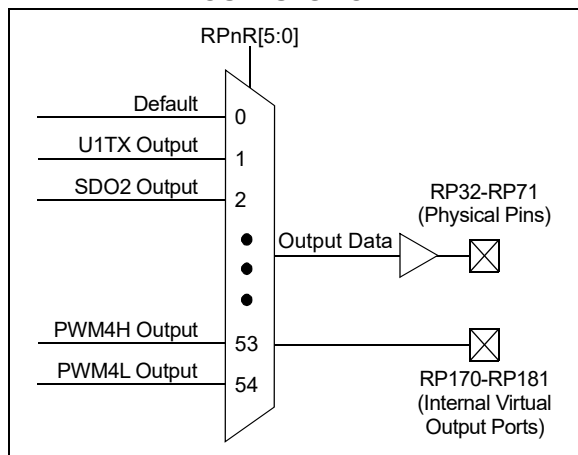 RPnR[5:0]
Default
0
U1TX Output
1
SDO2 Output
2
Output Data
RP32-RP71
(Physical Pins)
PWM4H Output
53
PWM4L Output
54
RP170-RP181
(Internal Virtual
Output Ports)